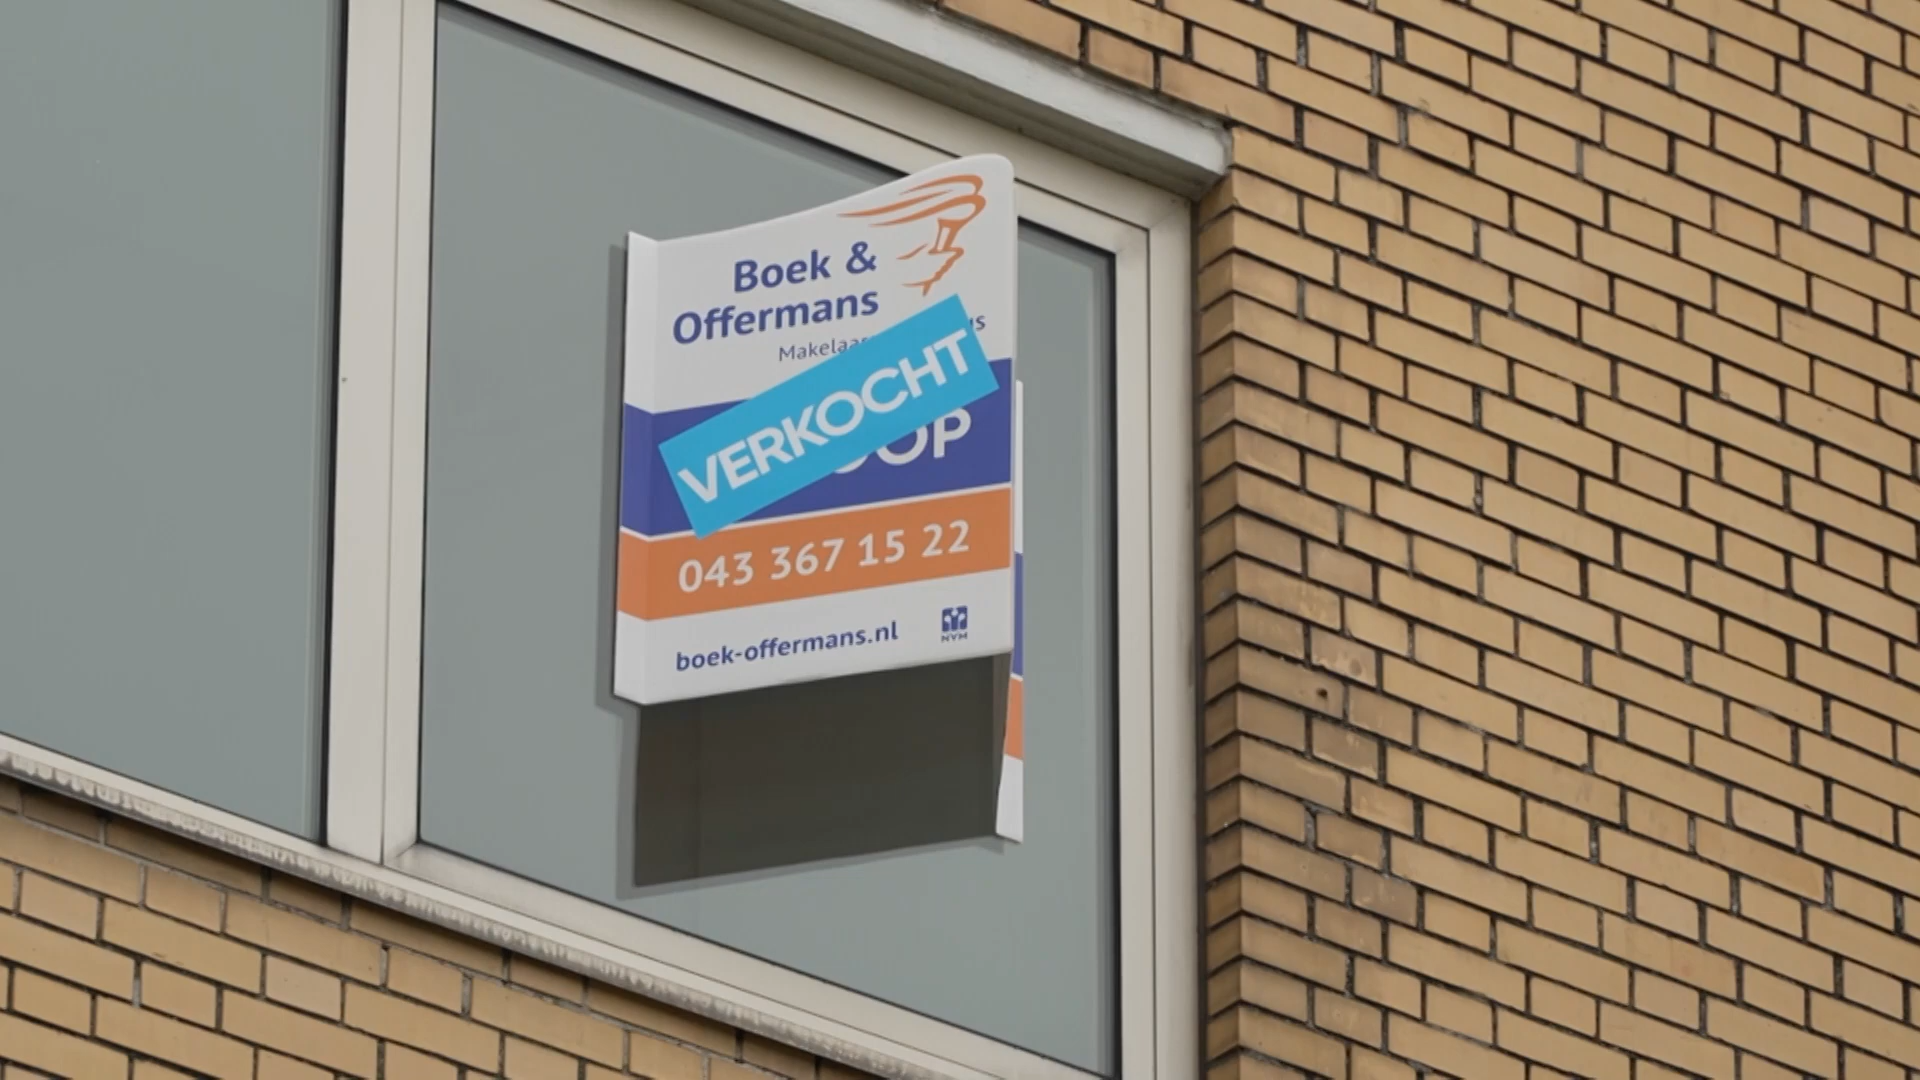 Boek &
Offermans
VERKOCHT
043 367 15 22
boek-offermans.nl
NVM